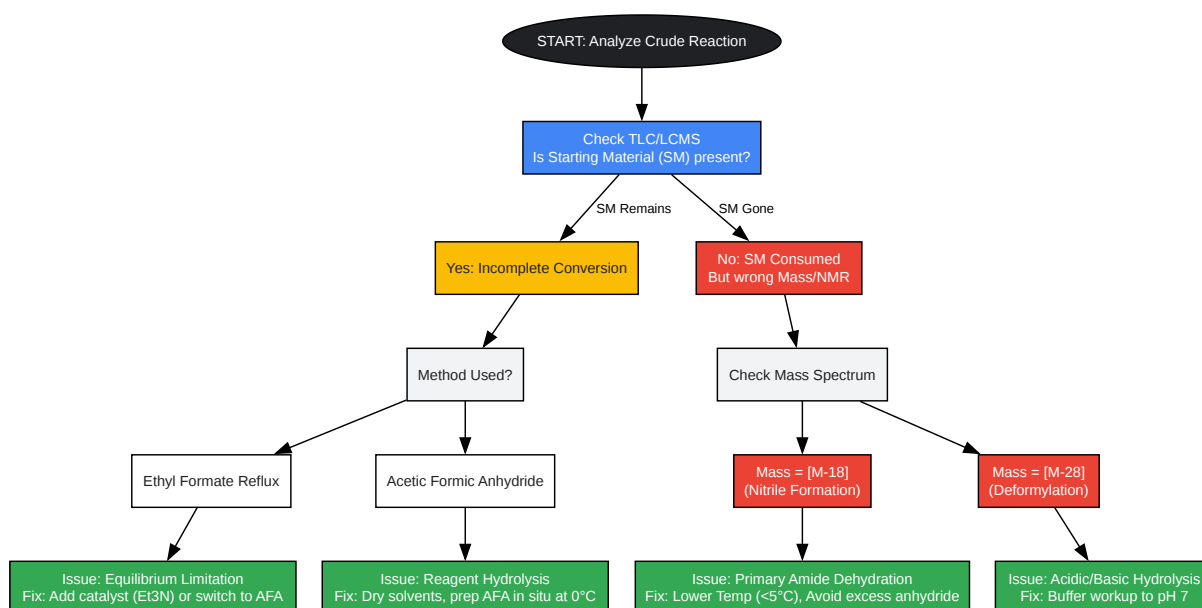 START: Analyze Crude Reaction
Check TLC/LCMS
Is Starting Material (SM) present?
SM Remains
SM Gone
Yes: Incomplete Conversion
No: SM Consumed
But wrong Mass/NMR
Method Used?
Check Mass Spectrum
Ethyl Formate Reflux
Acetic Formic Anhydride
Mass = [M-18]
(Nitrile Formation)
Mass = [M-28]
(Deformylation)
Issue: Equilibrium Limitation
Fix: Add catalyst (Et3N) or switch to AFA
Issue: Reagent Hydrolysis
Fix: Dry solvents, prep AFA in situ at 0°C
Issue: Primary Amide Dehydration
Fix: Lower Temp (<5°C), Avoid excess anhydride
Issue: Acidic/Basic Hydrolysis
Fix: Buffer workup to pH 7